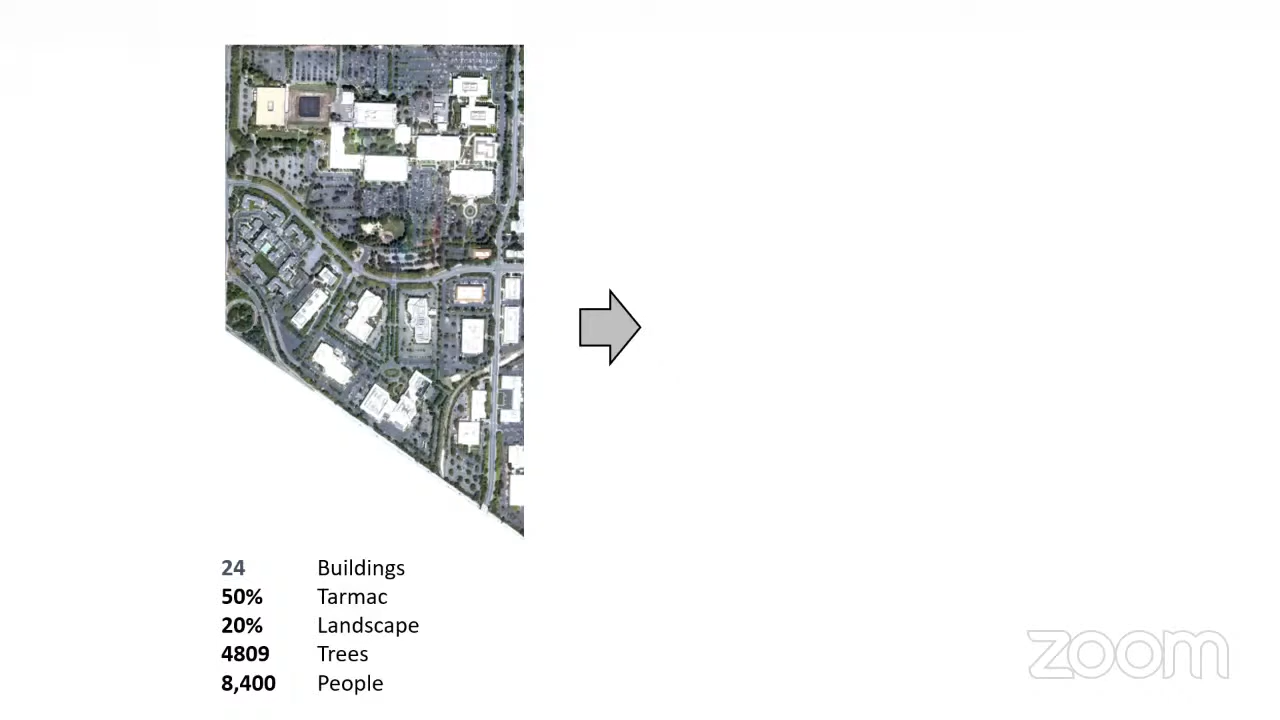 24 Buildings
50% Tarmac
20% Landscape
4809 Trees
8,400 People
zoom